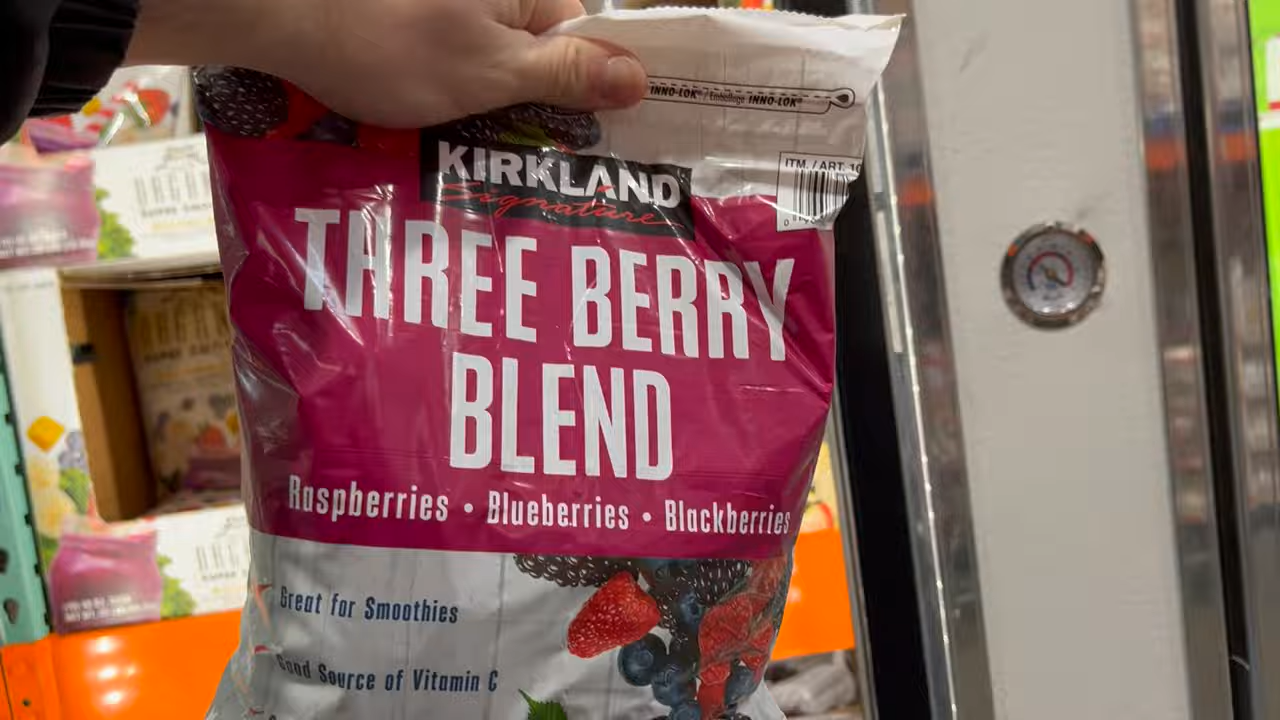 INNO-LOK® / Emballage INNO-LOK®
ITM. / ART. 10
KIRKLAND
Signature
THREE BERRY
BLEND
Raspberries • Blueberries • Blackberries
Great for Smoothies
Good Source of Vitamin C